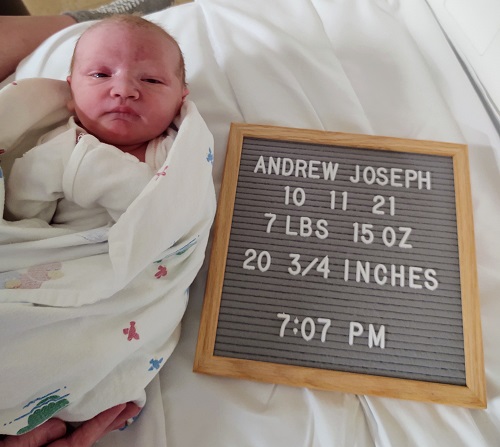 ANDREW JOSEPH
10 11 21
7 LBS 15 OZ
20 3/4 INCHES
7:07 PM